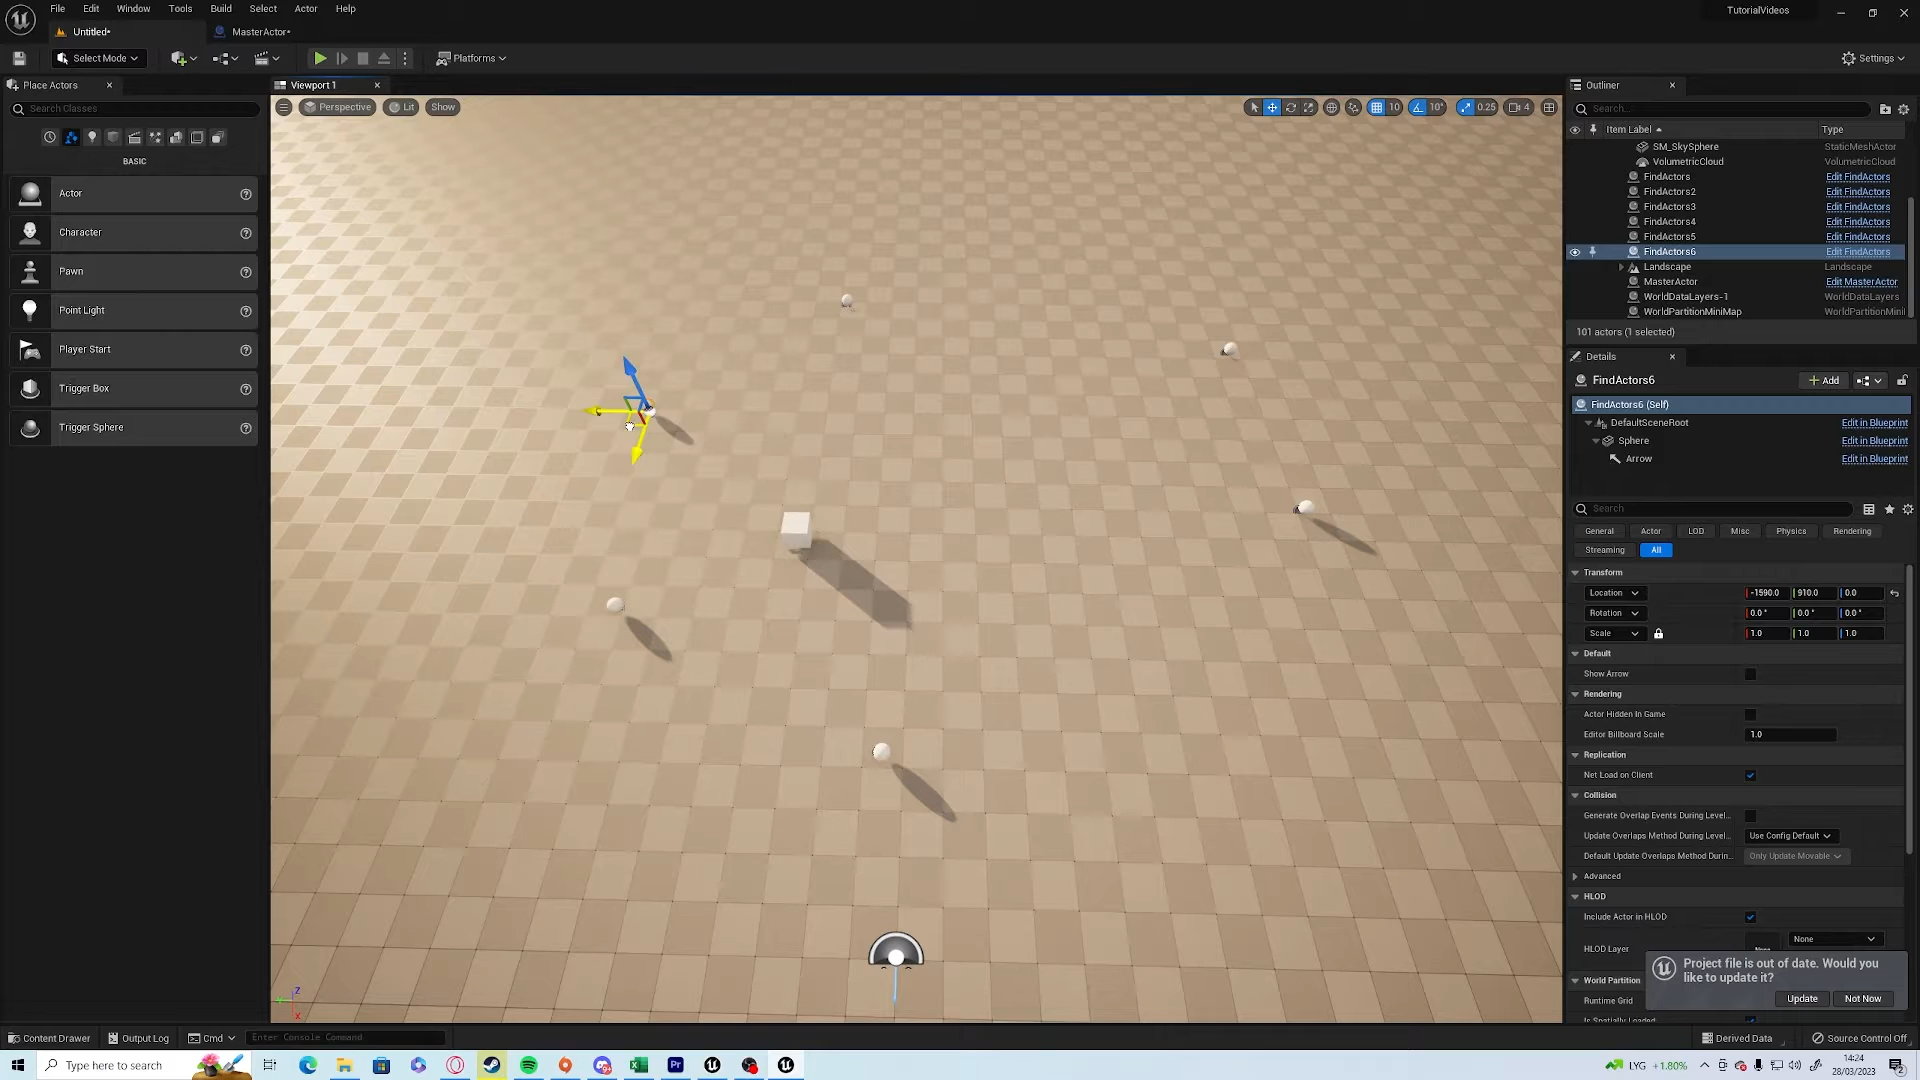 File Edit Window Tools Build Select Actor Help
TutorialVideos
Untitled* MasterActor*
Select Mode Platforms Settings
Place Actors Viewport 1 Outliner
Search Classes
Perspective Lit Show 10 10° 0.25 4
Search...
Item Label Type
BASIC
SM_SkySphere StaticMeshActor
VolumetricCloud VolumetricCloud
FindActors Edit FindActors
FindActors2 Edit FindActors
FindActors3 Edit FindActors
FindActors4 Edit FindActors
FindActors5 Edit FindActors
FindActors6 Edit FindActors
Landscape Landscape
MasterActor Edit MasterActor
WorldDataLayers-1 WorldDataLayers
WorldPartitionMiniMap WorldPartitionMini
101 actors (1 selected)
Actor
Character
Pawn
Point Light
Player Start
Trigger Box
Trigger Sphere
Details
FindActors6 Add
FindActors6 (Self)
DefaultSceneRoot Edit in Blueprint
Sphere Edit in Blueprint
Arrow Edit in Blueprint
Search
General Actor LOD Misc Physics Rendering
Streaming All
Transform
Location -1590.0 910.0 0.0
Rotation 0.0° 0.0° 0.0°
Scale 1.0 1.0 1.0
Default
Show Arrow
Rendering
Actor Hidden In Game
Editor Billboard Scale 1.0
Replication
Net Load on Client
Collision
Generate Overlap Events During Level...
Update Overlaps Method During Level... Use Config Default
Default Update Overlaps Method Durin... Only Update Movable
Advanced
HLOD
Include Actor in HLOD
HLOD Layer None None
Project file is out of date. Would you
like to update it?
World Partition
Runtime Grid
Update Not Now
Is Spatially Loaded
Z
X
Content Drawer Output Log Cmd Enter Console Command Derived Data Source Control Off
Type here to search LYG +1.80% 14:24
28/03/2023